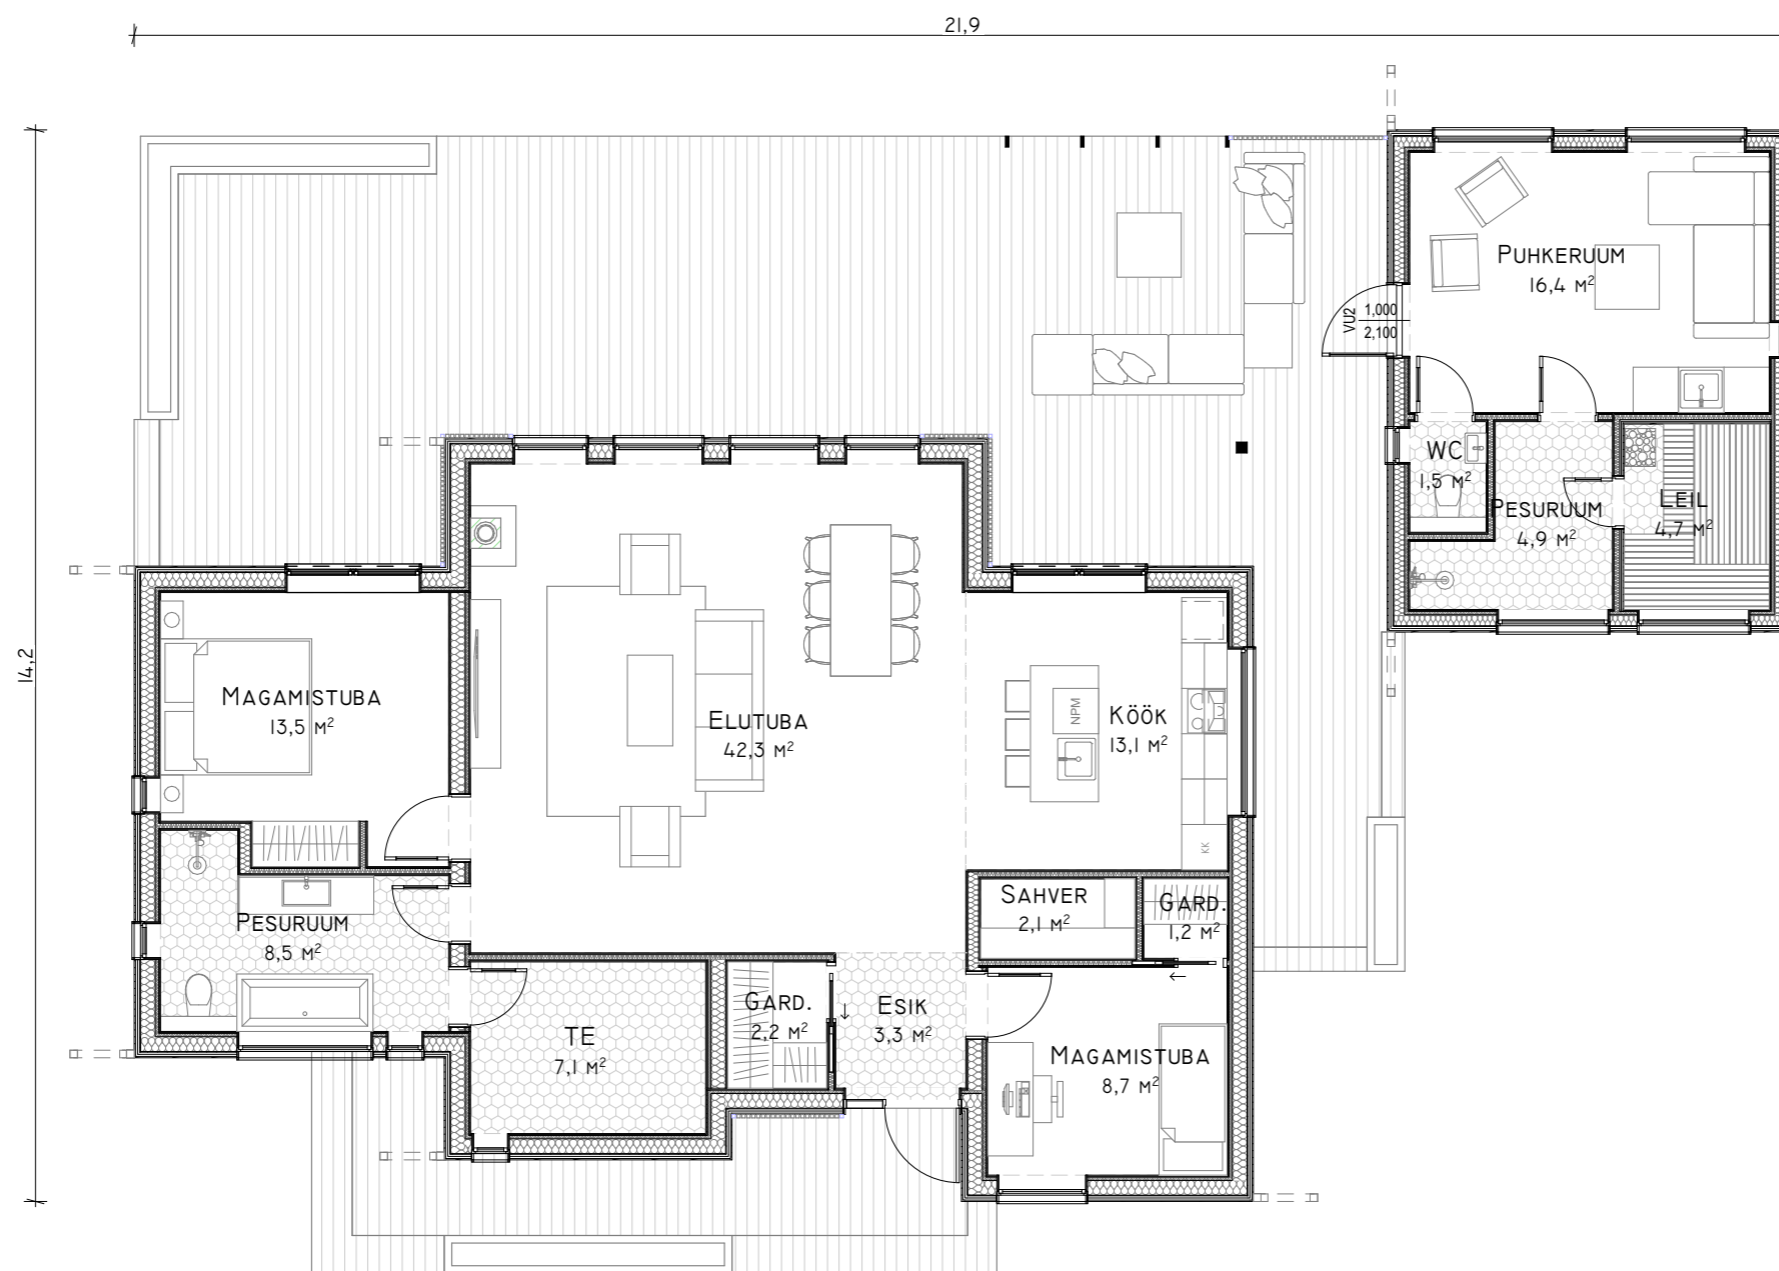 21,9
14,2
PUHKERUUM
16,4 M²
VU2
1,000
2,100
WC
1,5 M²
PESURUUM
4,9 M²
LEIL
4,7 M²
MAGAMISTUBA
13,5 M²
ELUTUBA
42,3 M²
NPM
KÖÖK
13,1 M²
KK
PESURUUM
8,5 M²
SAHVER
2,1 M²
GARD.
1,2 M²
TE
7,1 M²
GARD.
2,2 M²
ESIK
3,3 M²
MAGAMISTUBA
8,7 M²